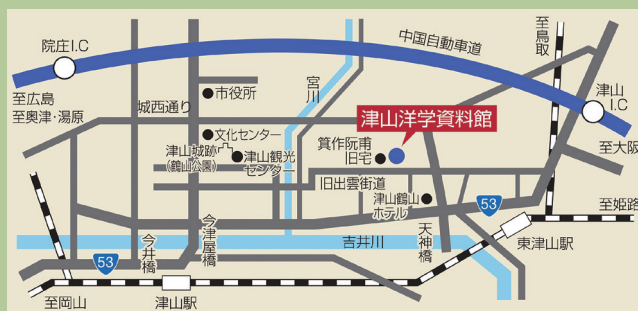 院庄I.C
中国自動車道
至鳥取
津山
I.C
至広島
至奥津・湯原
市役所
宮川
城西通り
津山洋学資料館
至大阪
文化センター
津山城跡
(鶴山公園)
津山観光
センター
箕作阮甫
旧宅
旧出雲街道
津山鶴山
ホテル
53
至姫路
今井橋
今津屋橋
吉井川
天神橋
東津山駅
53
至岡山
津山駅